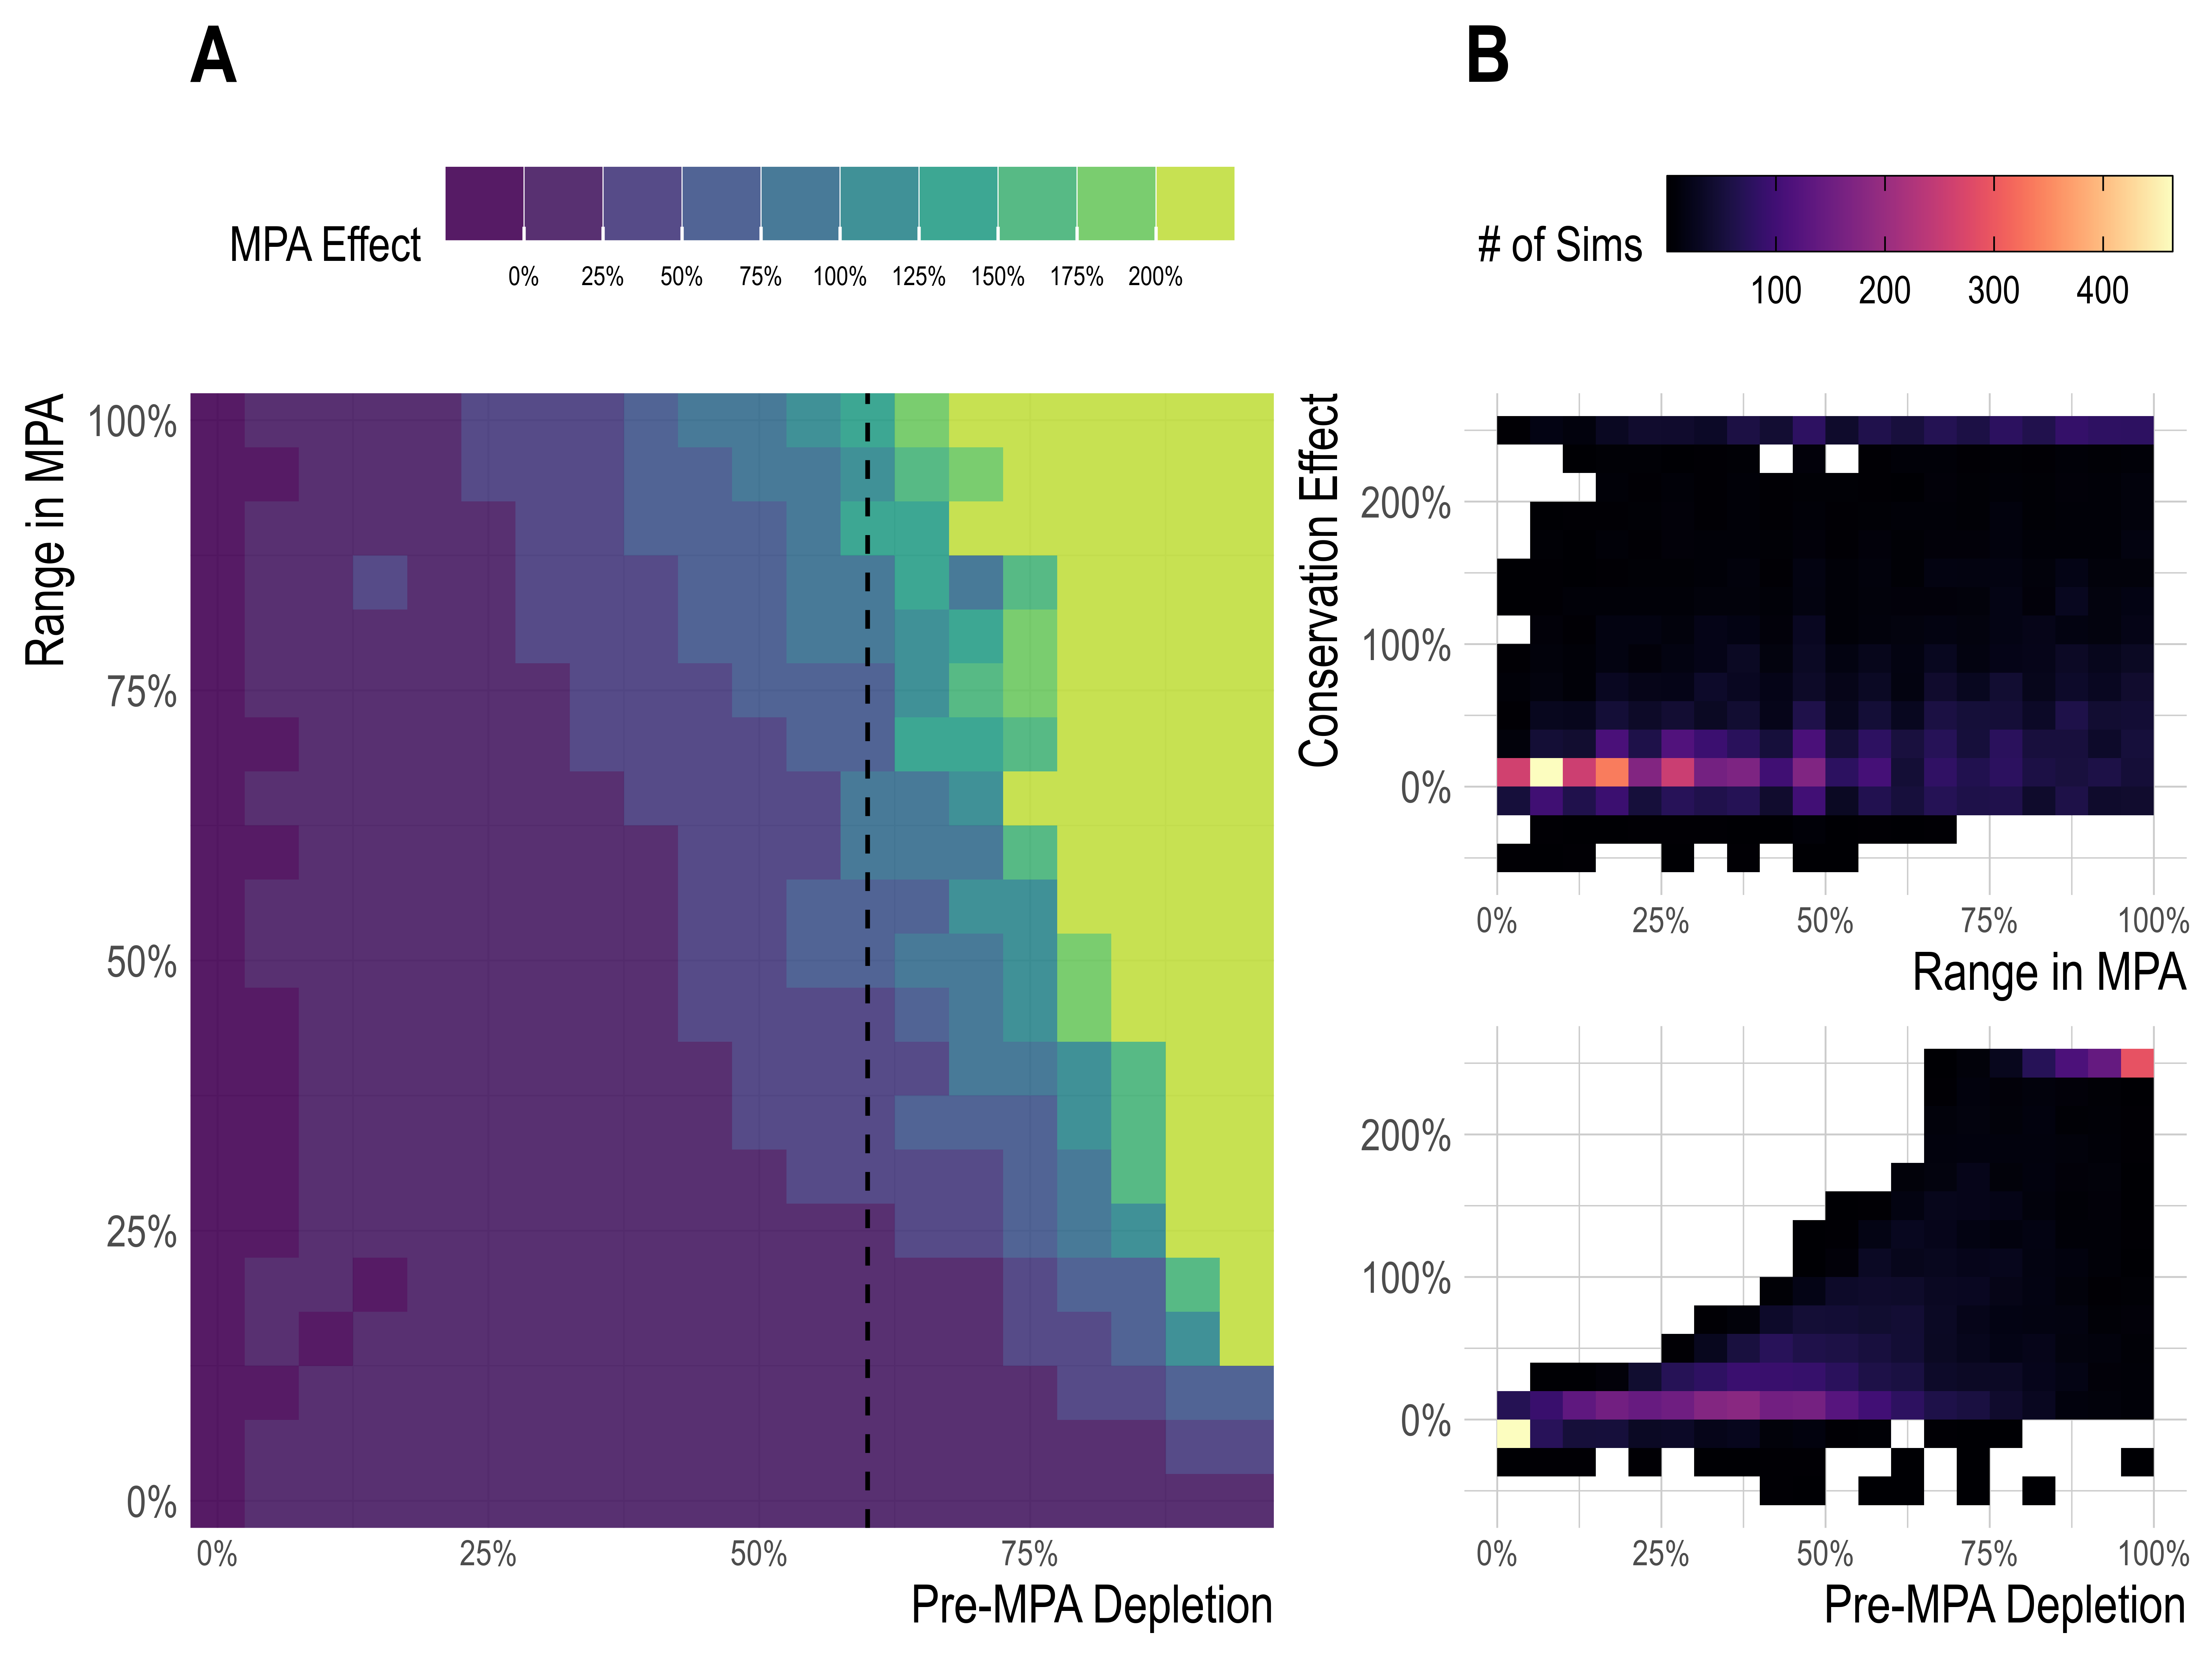 A
MPA Effect
0% 25% 50% 75% 100% 125% 150% 175% 200%
Range in MPA
100%
75%
50%
25%
0%
0% 25% 50% 75%
Pre-MPA Depletion
B
# of Sims
100 200 300 400
Conservation Effect
200%
100%
0%
0% 25% 50% 75% 100%
Range in MPA
200%
100%
0%
0% 25% 50% 75% 100%
Pre-MPA Depletion